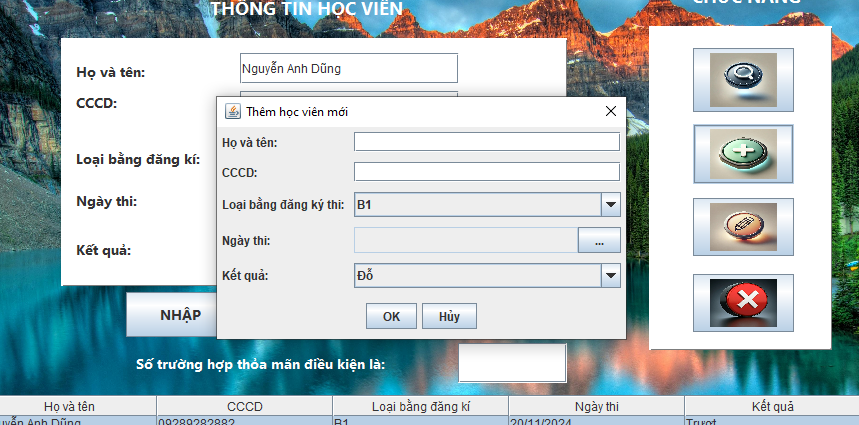 THÔNG TIN HỌC VIÊN
CHỨC NĂNG
Họ và tên:
Nguyễn Anh Dũng
CCCD:
Loại bằng đăng kí:
Ngày thi:
Kết quả:
Thêm học viên mới
Họ và tên:
CCCD:
Loại bằng đăng ký thi:
B1
Ngày thi:
...
Kết quả:
Đỗ
OK
Hủy
NHẬP
Số trường hợp thỏa mãn điều kiện là:
Họ và tên CCCD Loại bằng đăng kí Ngày thi Kết quả
Nguyễn Anh Dũng 09289282882 B1 20/11/2024 Trượt